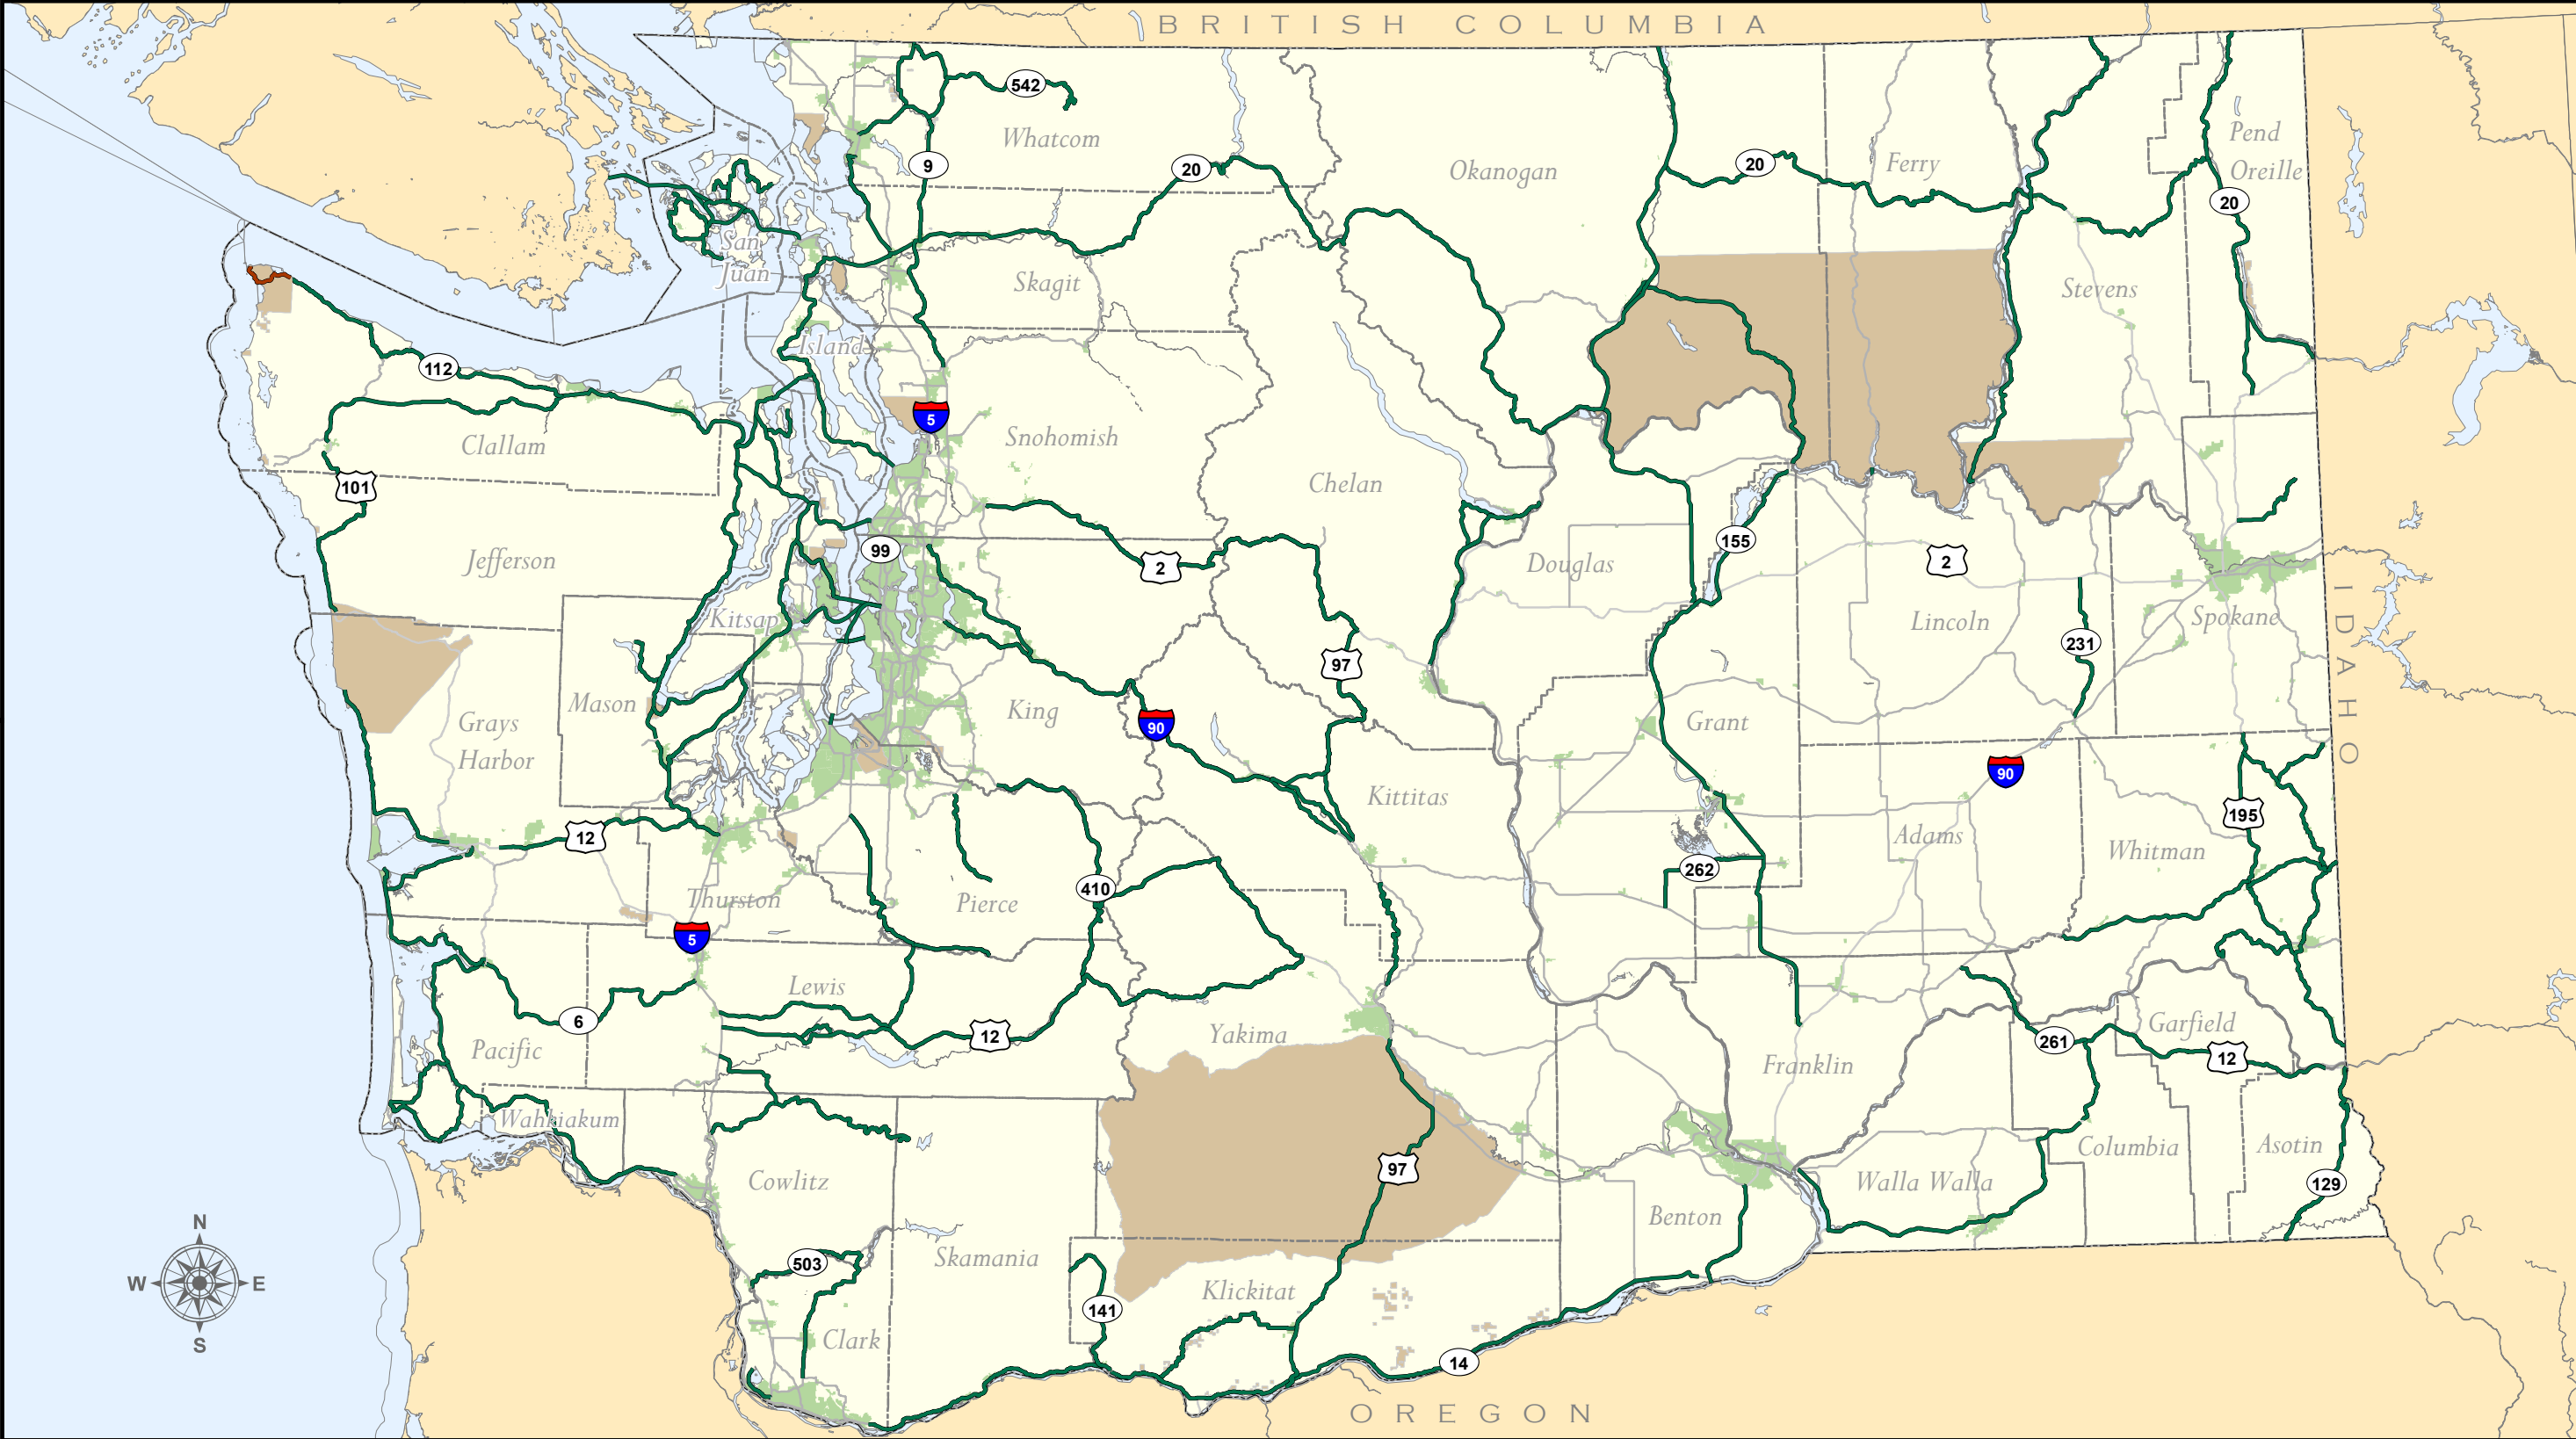 BRITISH COLUMBIA
542
Whatcom
9
20
Okanogan
20
Ferry
Pend
Oreille
20
San
Juan
Skagit
Stevens
Island
112
5
Snohomish
Clallam
101
Chelan
99
2
155
2
Jefferson
Douglas
IDAHO
Kitsap
Lincoln
231
Spokane
97
Mason
King
90
Grant
Grays
Harbor
90
Kittitas
195
12
Adams
Whitman
262
410
Thurston
Pierce
5
Lewis
6
12
Yakima
Garfield
261
12
Pacific
Franklin
Wahkiakum
Columbia
Asotin
97
Cowlitz
Walla Walla
129
N
W
E
S
Benton
Skamania
503
Klickitat
141
Clark
14
OREGON